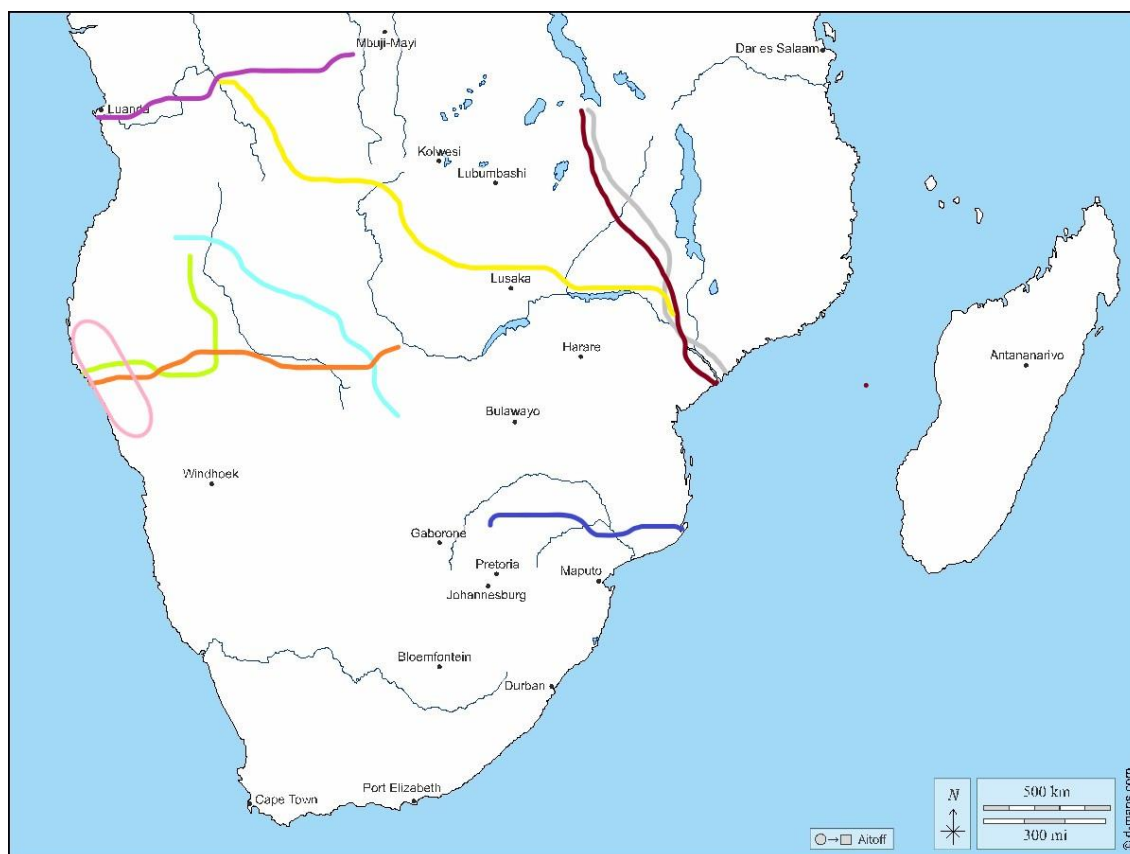 Mbuji-Mayi
Dar es Salaam
Luanda
Kolwesi
Lubumbashi
Lusaka
Harare
Antananarivo
Bulawayo
Windhoek
Gaborone
Pretoria
Maputo
Johannesburg
Bloemfontein
Durban
Port Elizabeth
Cape Town
N
500 km
300 mi
Aitoff
© d-maps.com